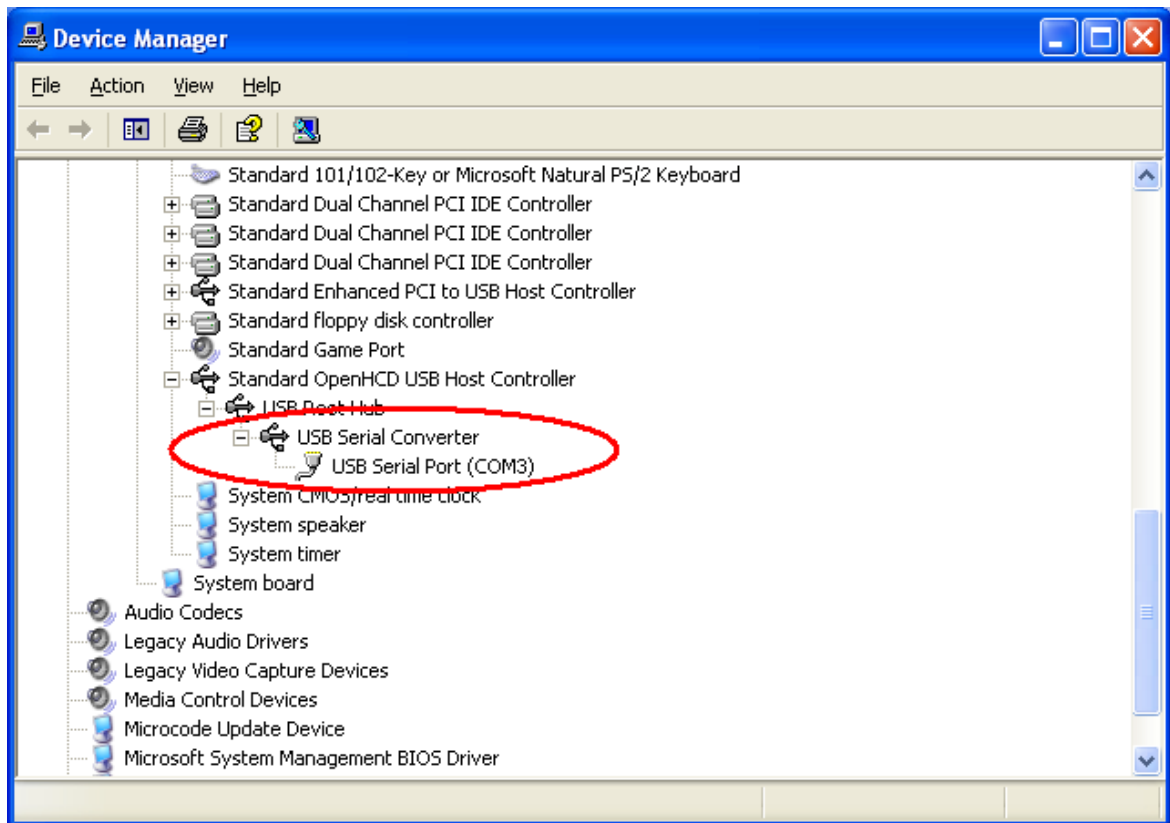 Device Manager
File Action View Help
Standard 101/102-Key or Microsoft Natural PS/2 Keyboard
Standard Dual Channel PCI IDE Controller
Standard Dual Channel PCI IDE Controller
Standard Dual Channel PCI IDE Controller
Standard Enhanced PCI to USB Host Controller
Standard floppy disk controller
Standard Game Port
Standard OpenHCD USB Host Controller
USB Root Hub
USB Serial Converter
USB Serial Port (COM3)
System CMOS/real time clock
System speaker
System timer
System board
Audio Codecs
Legacy Audio Drivers
Legacy Video Capture Devices
Media Control Devices
Microcode Update Device
Microsoft System Management BIOS Driver